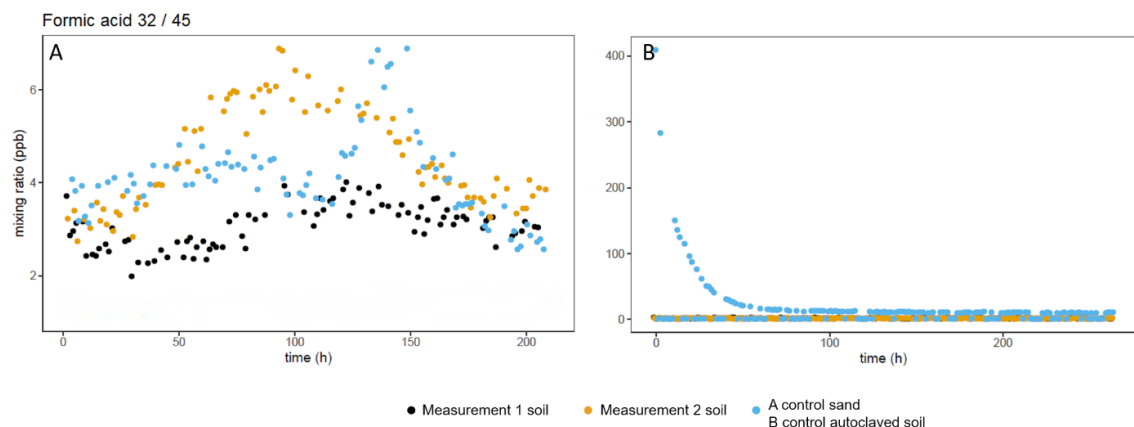 Formic acid 32 / 45
A
B
mixing ratio (ppb)
6
4
2
0
50
100
150
200
time (h)
400
300
200
100
0
0
100
200
time (h)
Measurement 1 soil
Measurement 2 soil
A control sand
B control autoclaved soil